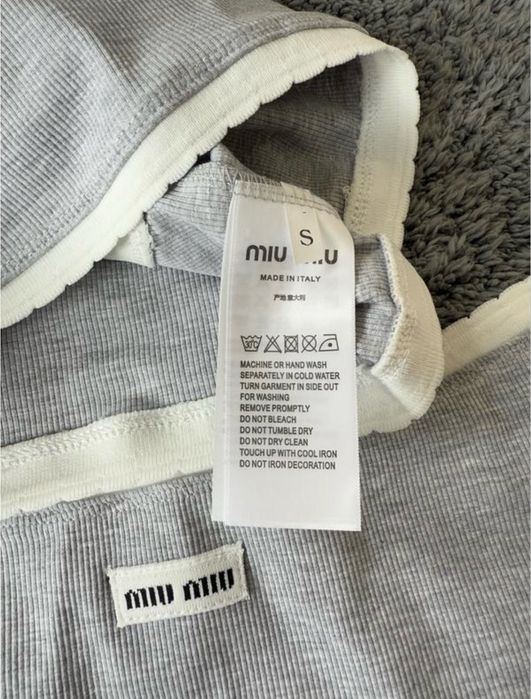 S
MIU MIU
MADE IN ITALY
产地 意大利
30
MACHINE OR HAND WASH
SEPARATELY IN COLD WATER
TURN GARMENT IN SIDE OUT
FOR WASHING
REMOVE PROMPTLY
DO NOT BLEACH
DO NOT TUMBLE DRY
DO NOT DRY CLEAN
TOUCH UP WITH COOL IRON
DO NOT IRON DECORATION
MIU MIU